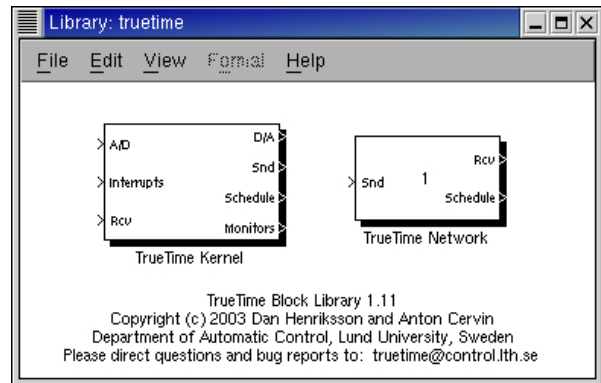 Library: truetime
File Edit View Format Help
A/D
Interrupts
Rcv
D/A
Snd
Schedule
Monitors
TrueTime Kernel
Snd
1
Rcv
Schedule
TrueTime Network
TrueTime Block Library 1.11
Copyright (c) 2003 Dan Henriksson and Anton Cervin
Department of Automatic Control, Lund University, Sweden
Please direct questions and bug reports to: truetime@control.lth.se